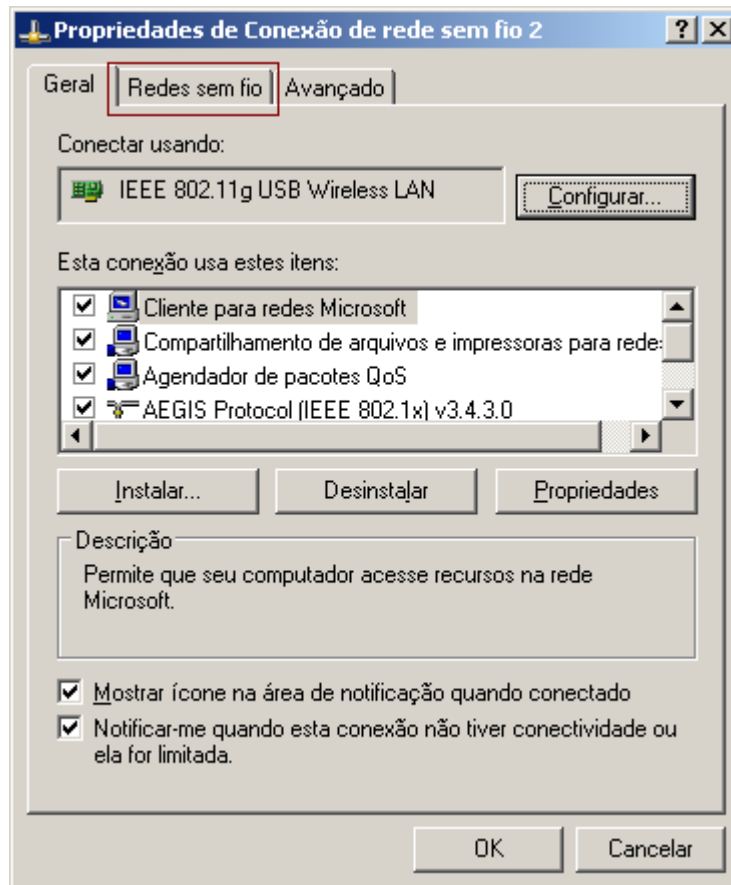 Propriedades de Conexão de rede sem fio 2
Geral
Redes sem fio
Avançado
Conectar usando:
IEEE 802.11g USB Wireless LAN
Configurar...
Esta conexão usa estes itens:
Cliente para redes Microsoft
Compartilhamento de arquivos e impressoras para rede
Agendador de pacotes QoS
AEGIS Protocol (IEEE 802.1x) v3.4.3.0
Instalar...
Desinstalar
Propriedades
Descrição
Permite que seu computador acesse recursos na rede
Microsoft.
Mostrar ícone na área de notificação quando conectado
Notificar-me quando esta conexão não tiver conectividade ou
ela for limitada.
OK
Cancelar